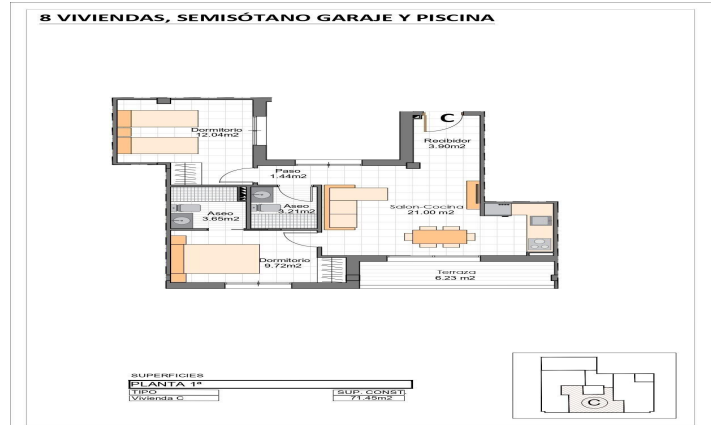 8 VIVIENDAS, SEMISÓTANO GARAJE Y PISCINA
C
Recibidor
3.90m2
Dormitorio
12.04m2
Paso
1.44m2
Aseo
3.65m2
Aseo
3.21m2
Salon-Cocina
21.00 m2
Dormitorio
9.72m2
Terraza
6.23 m2
SUPERFICIES
PLANTA 1ª
TIPO SUP. CONST.
Vivienda C 71.45m2
C